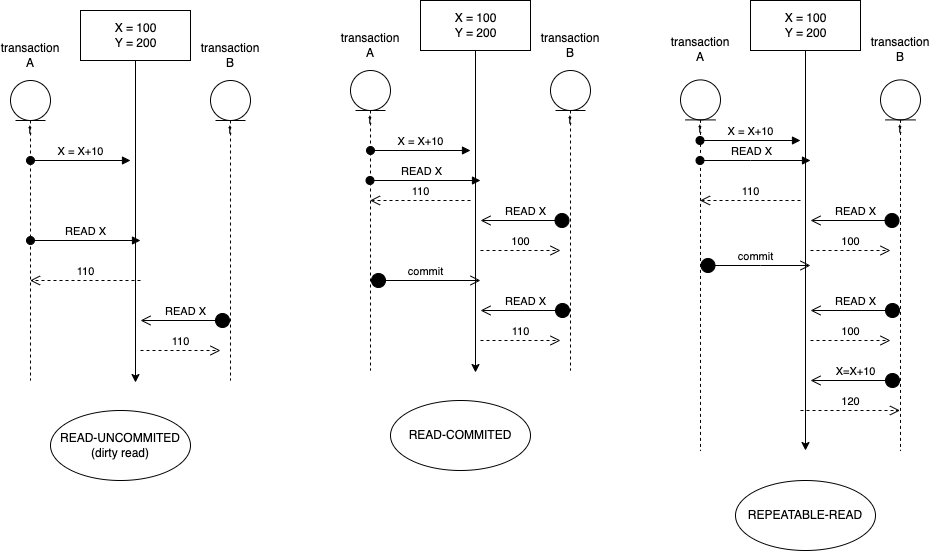 X = 100
Y = 200
transaction
A
transaction
B
t
t
X = X+10
READ X
110
READ X
110
READ-UNCOMMITED
(dirty read)
X = 100
Y = 200
transaction
A
transaction
B
t
t
X = X+10
READ X
110
READ X
100
commit
READ X
110
READ-COMMITED
X = 100
Y = 200
transaction
A
transaction
B
t
t
X = X+10
READ X
110
READ X
100
commit
READ X
100
X=X+10
120
REPEATABLE-READ